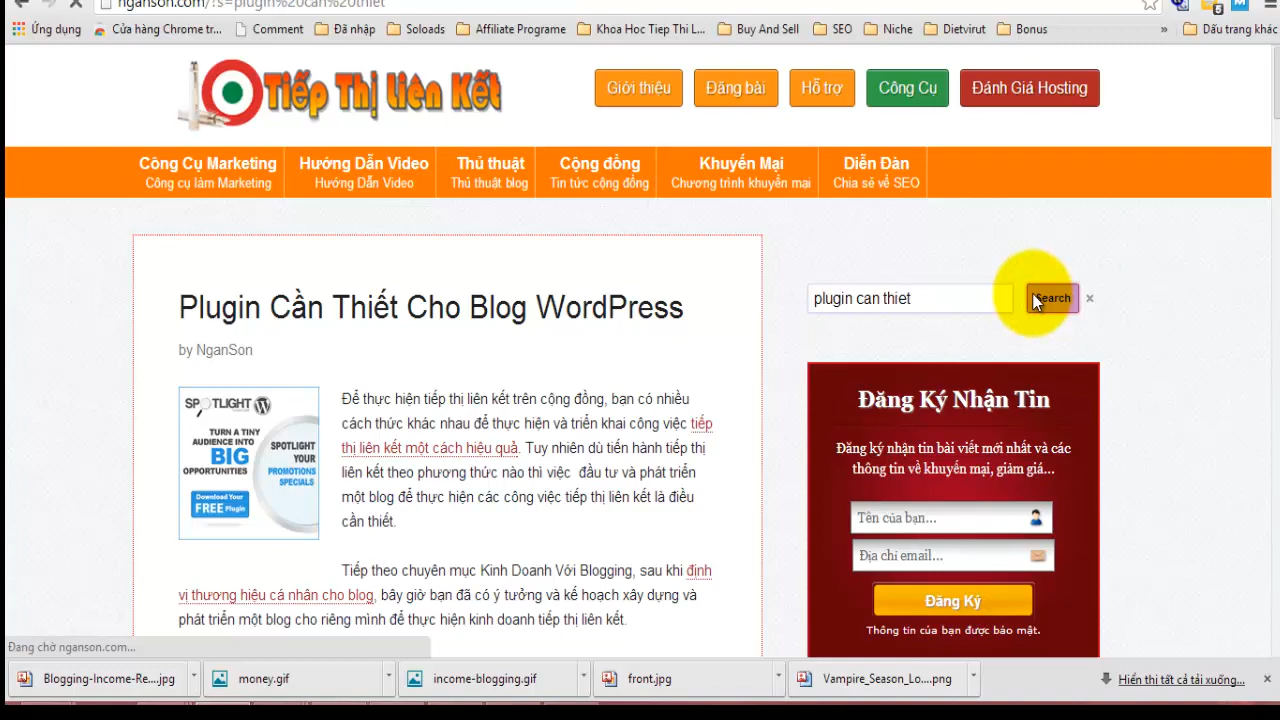 nganson.com/?s=plugin%20can%20thiet
Ứng dụng
Cửa hàng Chrome tr...
Comment
Đã nhập
Soloads
Affiliate Programe
Khoa Hoc Tiep Thi L...
Buy And Sell
SEO
Niche
Dietvirut
Bonus
»
Dấu trang khác
Tiếp Thị Liên Kết
Giới thiệu
Đăng bài
Hỗ trợ
Công Cụ
Đánh Giá Hosting
Công Cụ Marketing
Công cụ làm Marketing
Hướng Dẫn Video
Hướng Dẫn Video
Thủ thuật
Thủ thuật blog
Cộng đồng
Tin tức cộng đồng
Khuyến Mại
Chương trình khuyến mại
Diễn Đàn
Chia sẻ về SEO
Plugin Cần Thiết Cho Blog WordPress
by NganSon
SPOTLIGHT
TURN A TINY
AUDIENCE INTO
BIG
OPPORTUNITIES
Download Your
FREE Plugin
SPOTLIGHT
YOUR
PROMOTIONS
SPECIALS
Để thực hiện tiếp thị liên kết trên cộng đồng, bạn có nhiều
cách thức khác nhau để thực hiện và triển khai công việc tiếp
thị liên kết một cách hiệu quả. Tuy nhiên dù tiến hành tiếp thị
liên kết theo phương thức nào thì việc đầu tư và phát triển
một blog để thực hiện các công việc tiếp thị liên kết là điều
cần thiết.
Tiếp theo chuyên mục Kinh Doanh Với Blogging, sau khi định
vị thương hiệu cá nhân cho blog, bây giờ bạn đã có ý tưởng và kế hoạch xây dựng và
phát triển một blog cho riêng mình để thực hiện kinh doanh tiếp thị liên kết.
plugin can thiet
Search
×
Đăng Ký Nhận Tin
Đăng ký nhận tin bài viết mới nhất và các
thông tin về khuyến mại, giảm giá...
Tên của bạn...
Địa chỉ email...
Đăng Ký
Thông tin của bạn được bảo mật.
Đang chờ nganson.com...
Blogging-Income-Re....jpg
money.gif
income-blogging.gif
front.jpg
Vampire_Season_Lo....png
Hiển thị tất cả tải xuống...
×